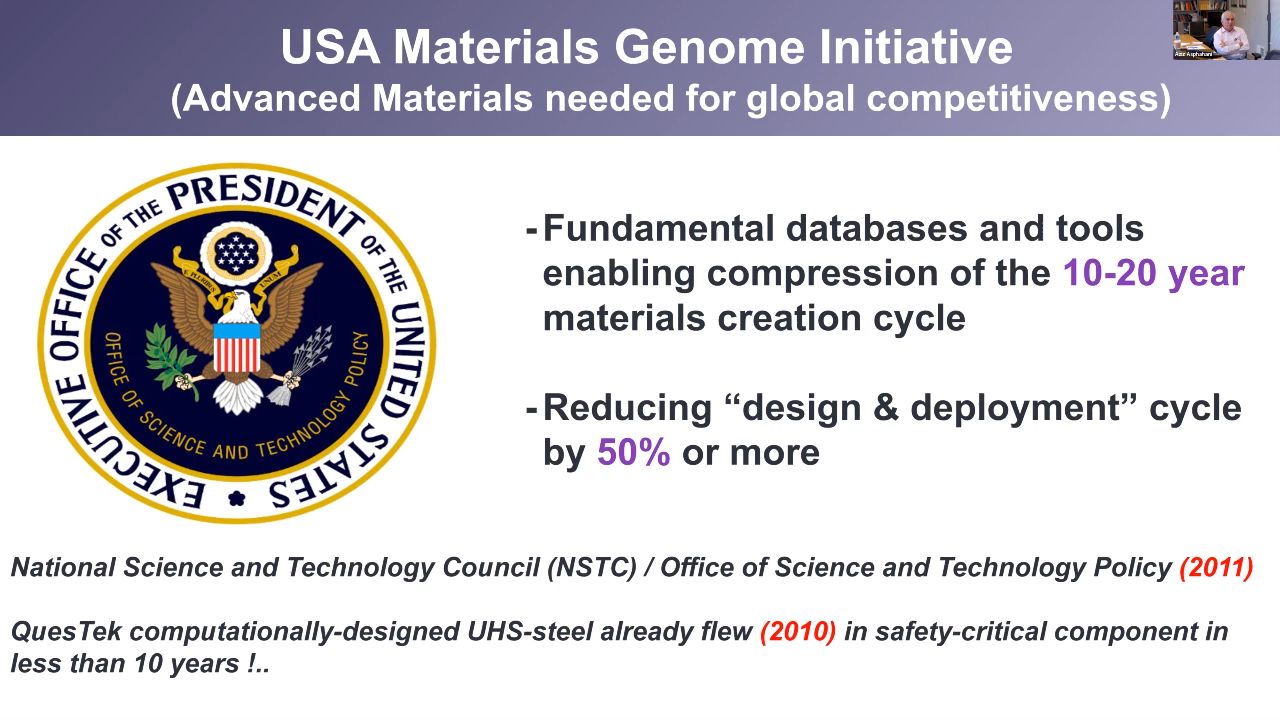 USA Materials Genome Initiative
(Advanced Materials needed for global competitiveness)
Aziz Asphahani
EXECUTIVE OFFICE OF THE PRESIDENT OF THE UNITED STATES
E PLURIBUS UNUM
OFFICE OF SCIENCE AND TECHNOLOGY POLICY
- Fundamental databases and tools
enabling compression of the 10-20 year
materials creation cycle
- Reducing “design & deployment” cycle
by 50% or more
National Science and Technology Council (NSTC) / Office of Science and Technology Policy (2011)
QuesTek computationally-designed UHS-steel already flew (2010) in safety-critical component in
less than 10 years !..